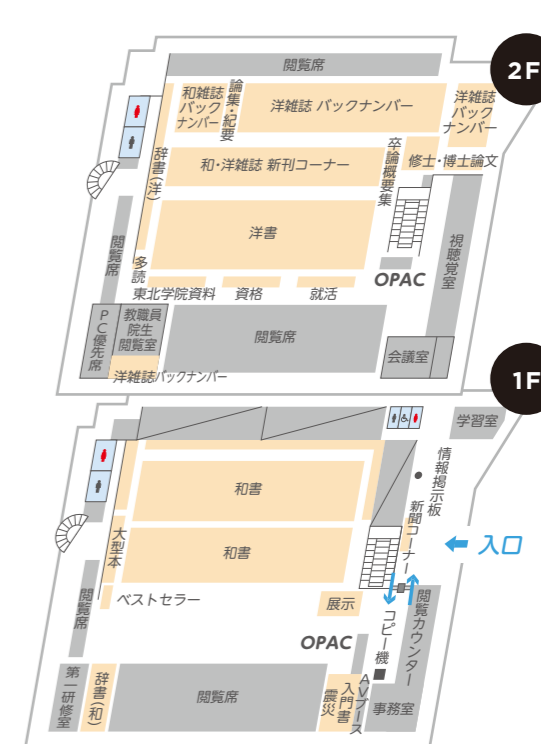 2F
閲覧席
和雑誌
バック
ナンバー
論集・紀要
洋雑誌 バックナンバー
洋雑誌
バック
ナンバー
辞書(洋)
和・洋雑誌 新刊コーナー
卒論概要集
修士・博士論文
洋書
閲覧席
多読
視聴覚室
OPAC
東北学院資料
資格
就活
PC優先席
教職員
院生
閲覧室
閲覧席
会議室
洋雑誌バックナンバー
1F
学習室
情報掲示板
和書
新聞コーナー
入口
大型本
和書
ベストセラー
閲覧席
展示
コピー機
閲覧カウンター
OPAC
第一研修室
辞書(和)
閲覧席
震災
入門書
AVブース
事務室